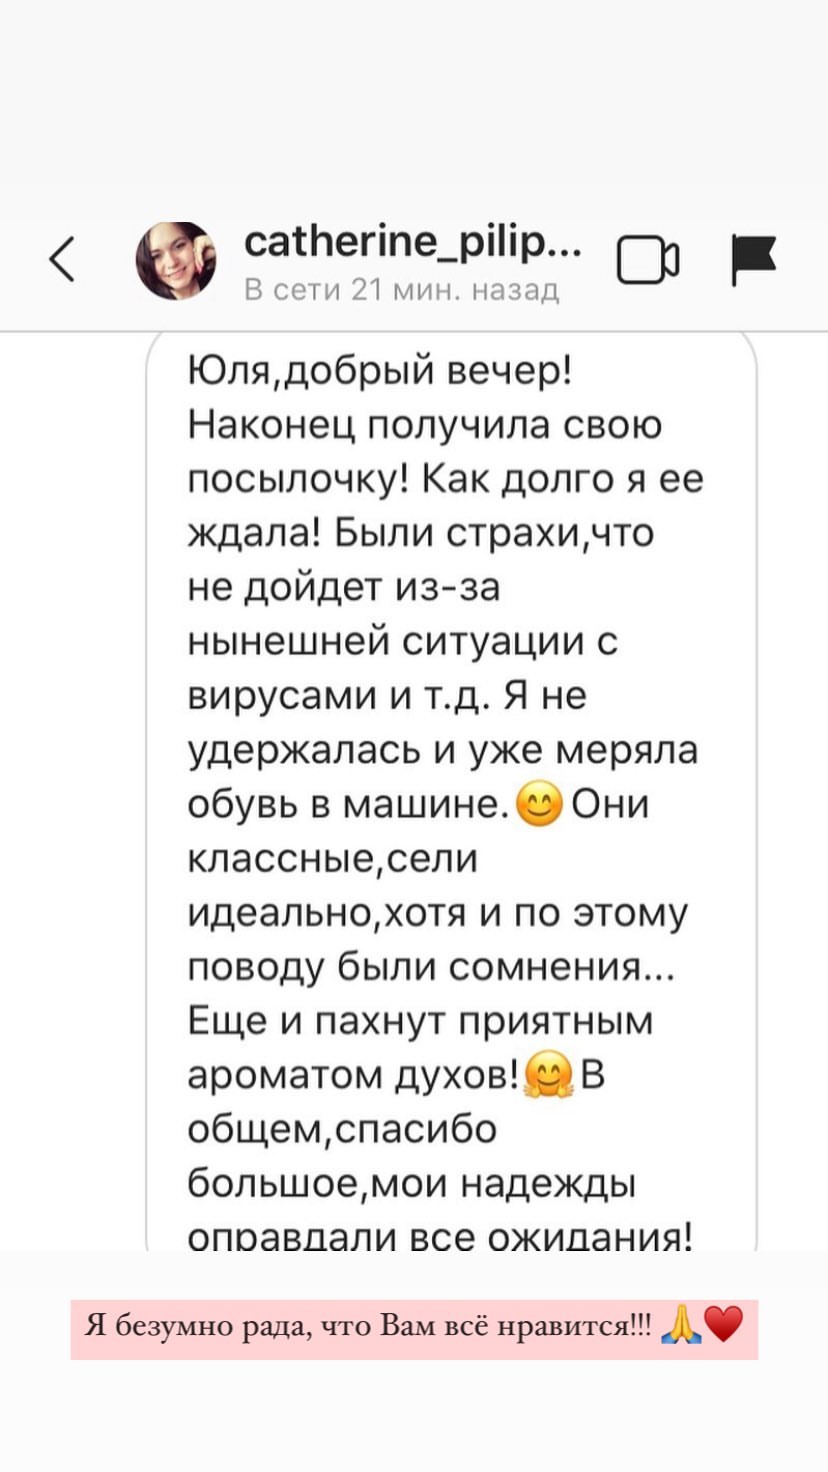 catherine_pilip...
В сети 21 мин. назад
Юля,добрый вечер!
Наконец получила свою
посылочку! Как долго я ее
ждала! Были страхи,что
не дойдет из-за
нынешней ситуации с
вирусами и т.д. Я не
удержалась и уже меряла
обувь в машине.😊Они
классные,сели
идеально,хотя и по этому
поводу были сомнения...
Еще и пахнут приятным
ароматом духов!🤗В
общем,спасибо
большое,мои надежды
оправдали все ожидания!
Я безумно рада, что Вам всё нравится!!! 🙏♥️